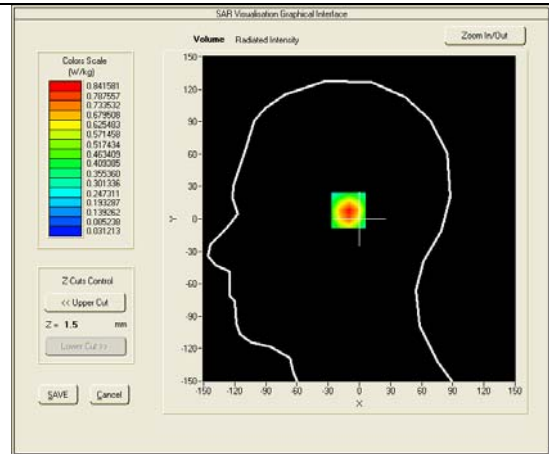 SAR Visualisation Graphical Interface
Volume Radiated Intensity
Zoom In/Out
Colors Scale
(W/kg)
0.841581
0.787557
0.733532
0.679508
0.625483
0.571458
0.517434
0.463409
0.409385
0.355360
0.301336
0.247311
0.193287
0.139262
0.085238
0.031213
Z Cuts Control
<< Upper Cut
Z = 1.5 mm
Lower Cut >>
SAVE Cancel
150
120
90
60
30
0
-30
-60
-90
-120
-150
Y
-150 -120 -90 -60 -30 0 30 60 90 120 150
X